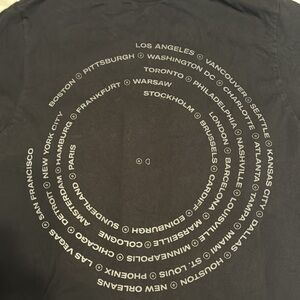 LOS ANGELES ⊙ VANCOUVER ⊙ SEATTLE ⊙ KANSAS CITY ⊙ DALLAS ⊙ HOUSTON ⊙ NEW ORLEANS
BOSTON ⊙ PITTSBURGH ⊙ WASHINGTON DC ⊙ CHARLOTTE ⊙ ATLANTA ⊙ TAMPA ⊙ MIAMI ⊙ ST. LOUIS ⊙ PHOENIX ⊙ LAS VEGAS ⊙ SAN FRANCISCO
TORONTO ⊙ PHILADELPHIA ⊙ NASHVILLE ⊙ LOUISVILLE ⊙ MINNEAPOLIS ⊙ CHICAGO ⊙ DETROIT ⊙ NEW YORK CITY
FRANKFURT ⊙ WARSAW ⊙ LONDON ⊙ BARCELONA ⊙ MARSEILLE ⊙ COLOGNE ⊙ AMSTERDAM ⊙ HAMBURG
STOCKHOLM ⊙ BRUSSELS ⊙ CARDIFF ⊙ EDINBURGH ⊙ SUNDERLAND ⊙ PARIS